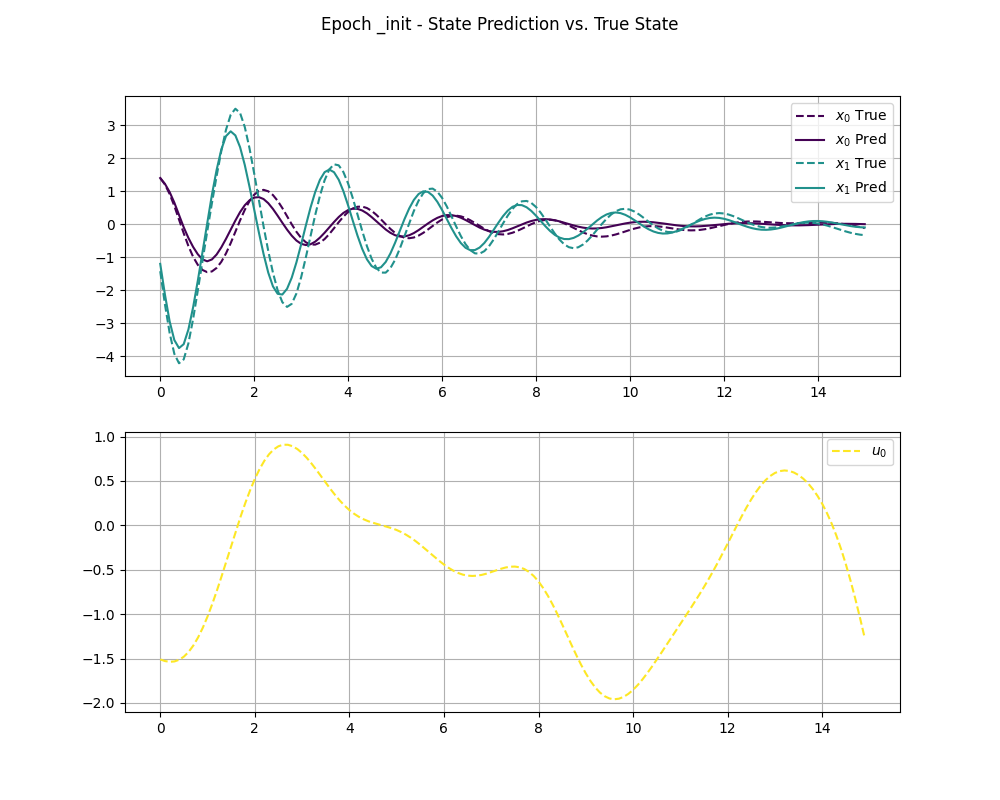 Epoch _init - State Prediction vs. True State
3
2
1
0
−1
−2
−3
−4
x₀ True
x₀ Pred
x₁ True
x₁ Pred
0 2 4 6 8 10 12 14
1.0
0.5
0.0
−0.5
−1.0
−1.5
−2.0
u₀
0 2 4 6 8 10 12 14